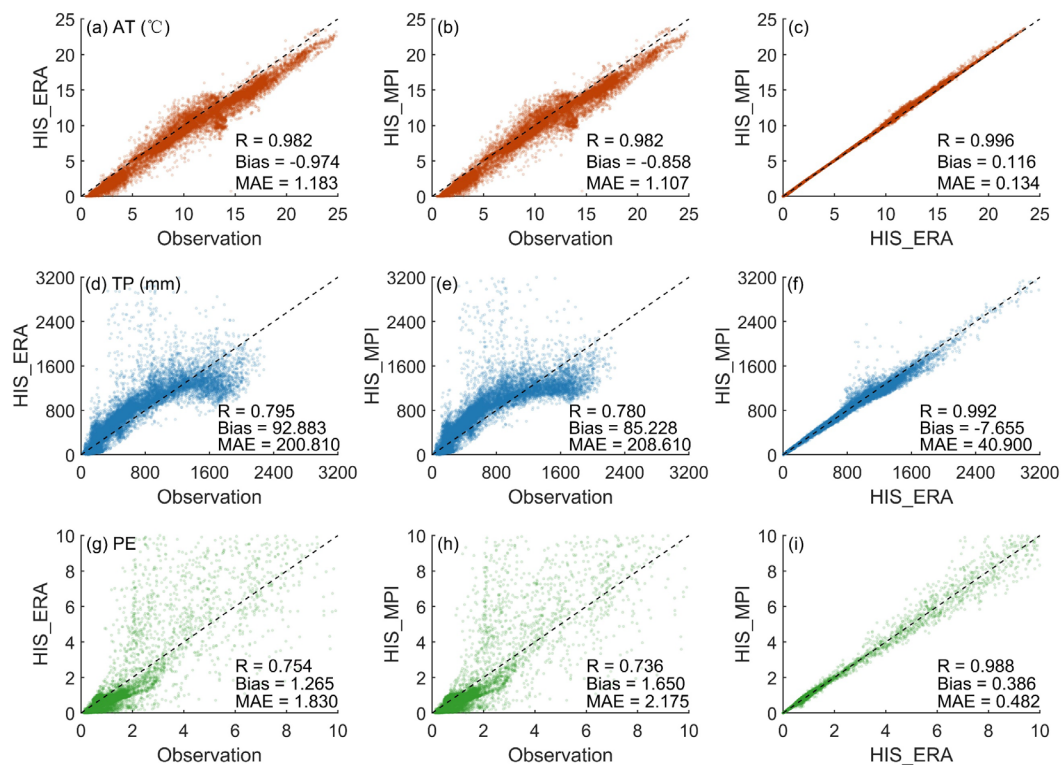 (a) AT (℃)
HIS_ERA
25
20
15
10
5
0
0 5 10 15 20 25
Observation
R = 0.982
Bias = -0.974
MAE = 1.183
(b)
HIS_MPI
25
20
15
10
5
0
0 5 10 15 20 25
Observation
R = 0.982
Bias = -0.858
MAE = 1.107
(c)
HIS_MPI
25
20
15
10
5
0
0 5 10 15 20 25
HIS_ERA
R = 0.996
Bias = 0.116
MAE = 0.134
(d) TP (mm)
HIS_ERA
3200
2400
1600
800
0
0 800 1600 2400 3200
Observation
R = 0.795
Bias = 92.883
MAE = 200.810
(e)
HIS_MPI
3200
2400
1600
800
0
0 800 1600 2400 3200
Observation
R = 0.780
Bias = 85.228
MAE = 208.610
(f)
HIS_MPI
3200
2400
1600
800
0
0 800 1600 2400 3200
HIS_ERA
R = 0.992
Bias = -7.655
MAE = 40.900
(g) PE
HIS_ERA
10
8
6
4
2
0
0 2 4 6 8 10
Observation
R = 0.754
Bias = 1.265
MAE = 1.830
(h)
HIS_MPI
10
8
6
4
2
0
0 2 4 6 8 10
Observation
R = 0.736
Bias = 1.650
MAE = 2.175
(i)
HIS_MPI
10
8
6
4
2
0
0 2 4 6 8 10
HIS_ERA
R = 0.988
Bias = 0.386
MAE = 0.482